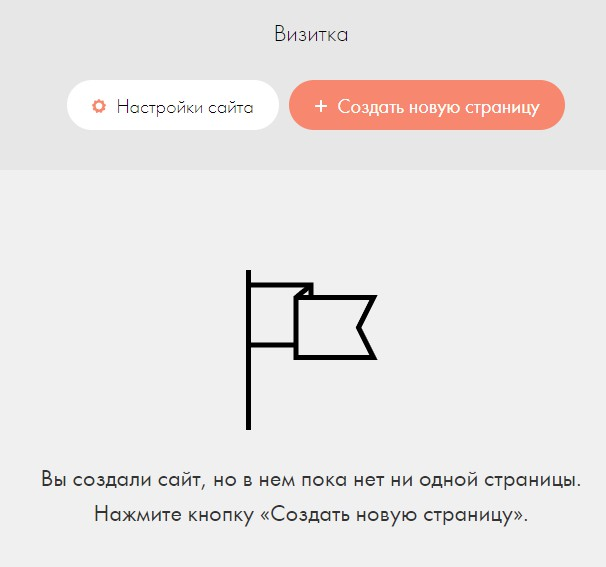 Визитка
Настройки сайта
+ Создать новую страницу
Вы создали сайт, но в нем пока нет ни одной страницы.
Нажмите кнопку «Создать новую страницу».